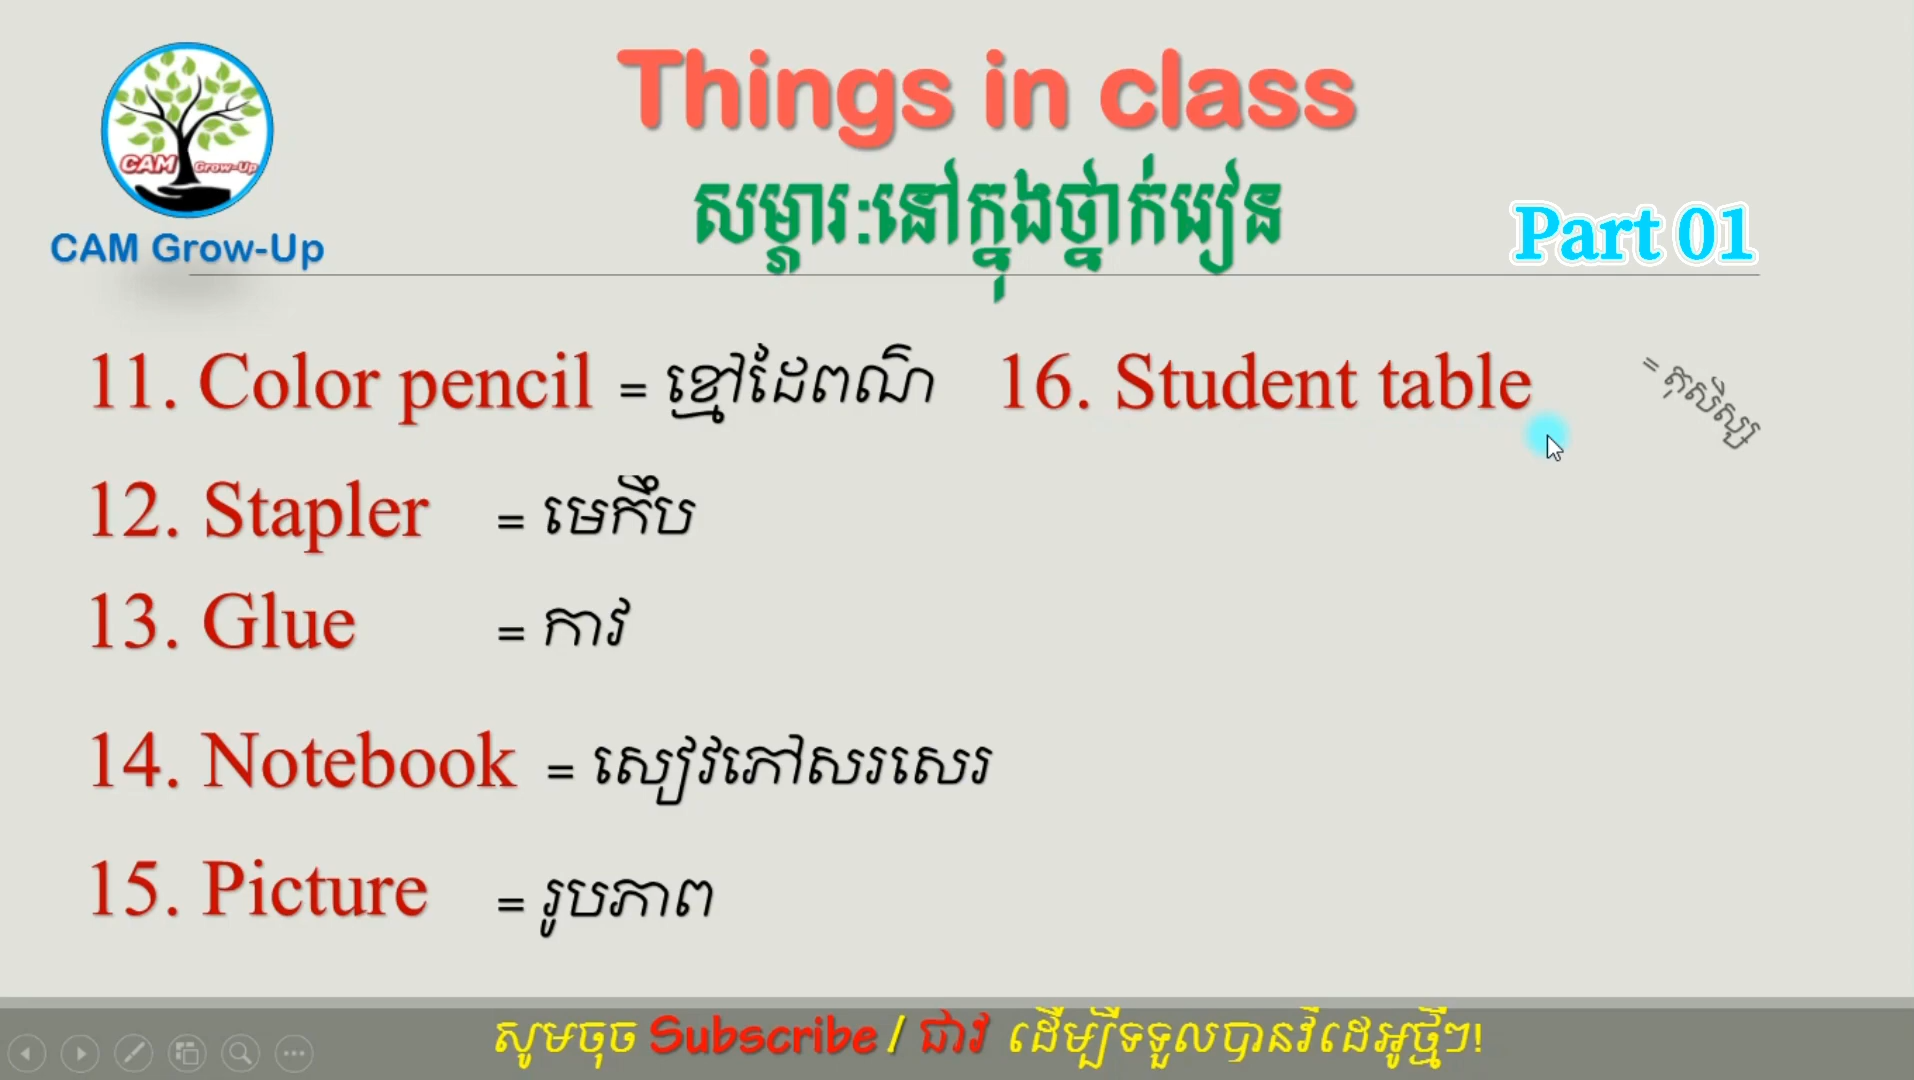 Things in class
សម្ភារ:នៅក្នុងថ្នាក់រៀន
Part 01
CAM Grow-Up
CAM Grow-Up
11. Color pencil = ខ្មៅដៃពណ៌
12. Stapler = មេកឹប
13. Glue = កាវ
14. Notebook = សៀវភៅសរសេរ
15. Picture = រូបភាព
16. Student table = តុសិស្ស
សូមចុច Subscribe / ជាវ ដើម្បីទទួលបានវីដេអូថ្មីៗ!